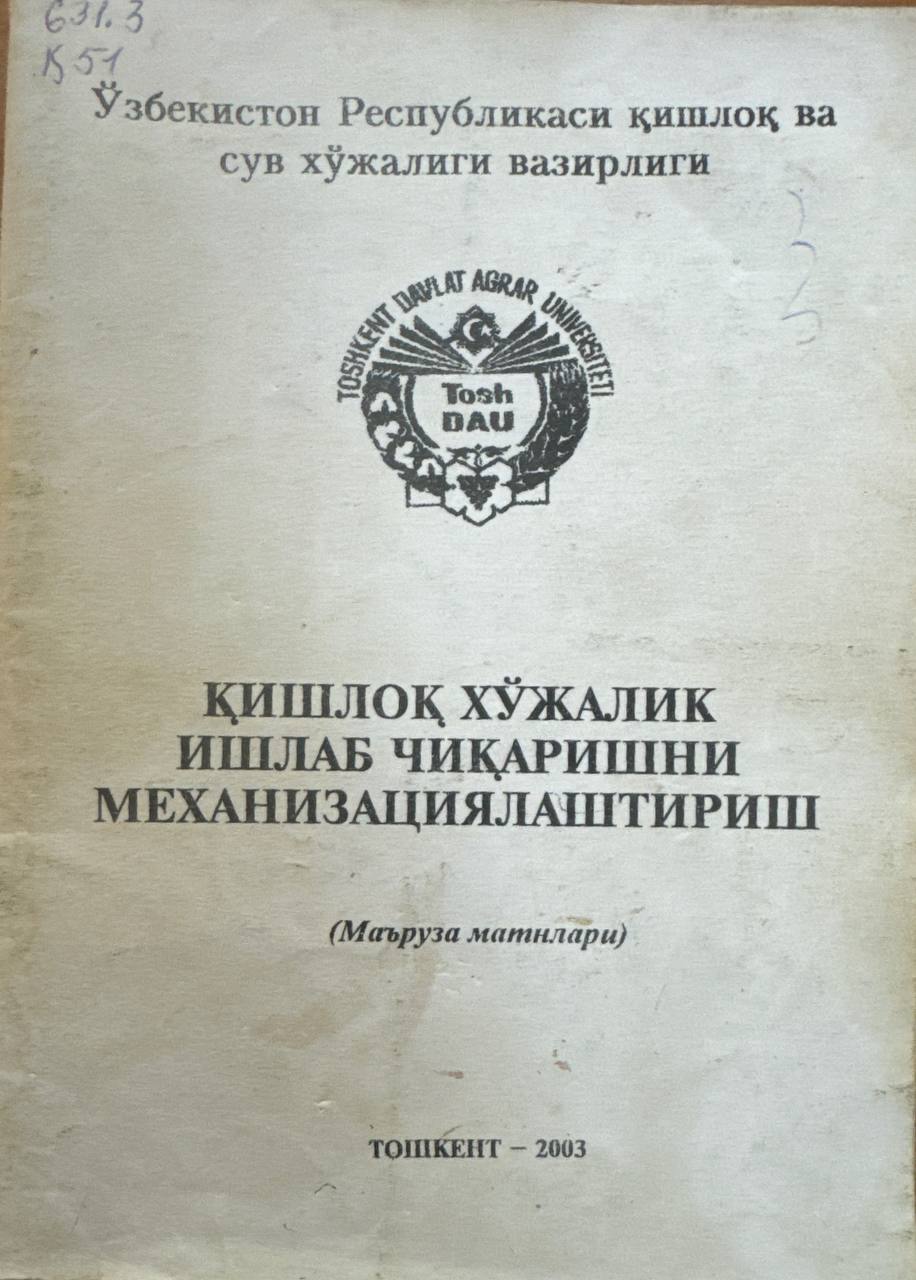 631.3
Қ 51
Ўзбекистон Республикаси қишлоқ ва
сув хўжалиги вазирлиги
TOSHKENT DAVLAT AGRAR UNIVERSITETI
Tosh
DAU
ҚИШЛОҚ ХЎЖАЛИК
ИШЛАБ ЧИҚАРИШНИ
МЕХАНИЗАЦИЯЛАШТИРИШ
(Маъруза матнлари)
ТОШКЕНТ – 2003